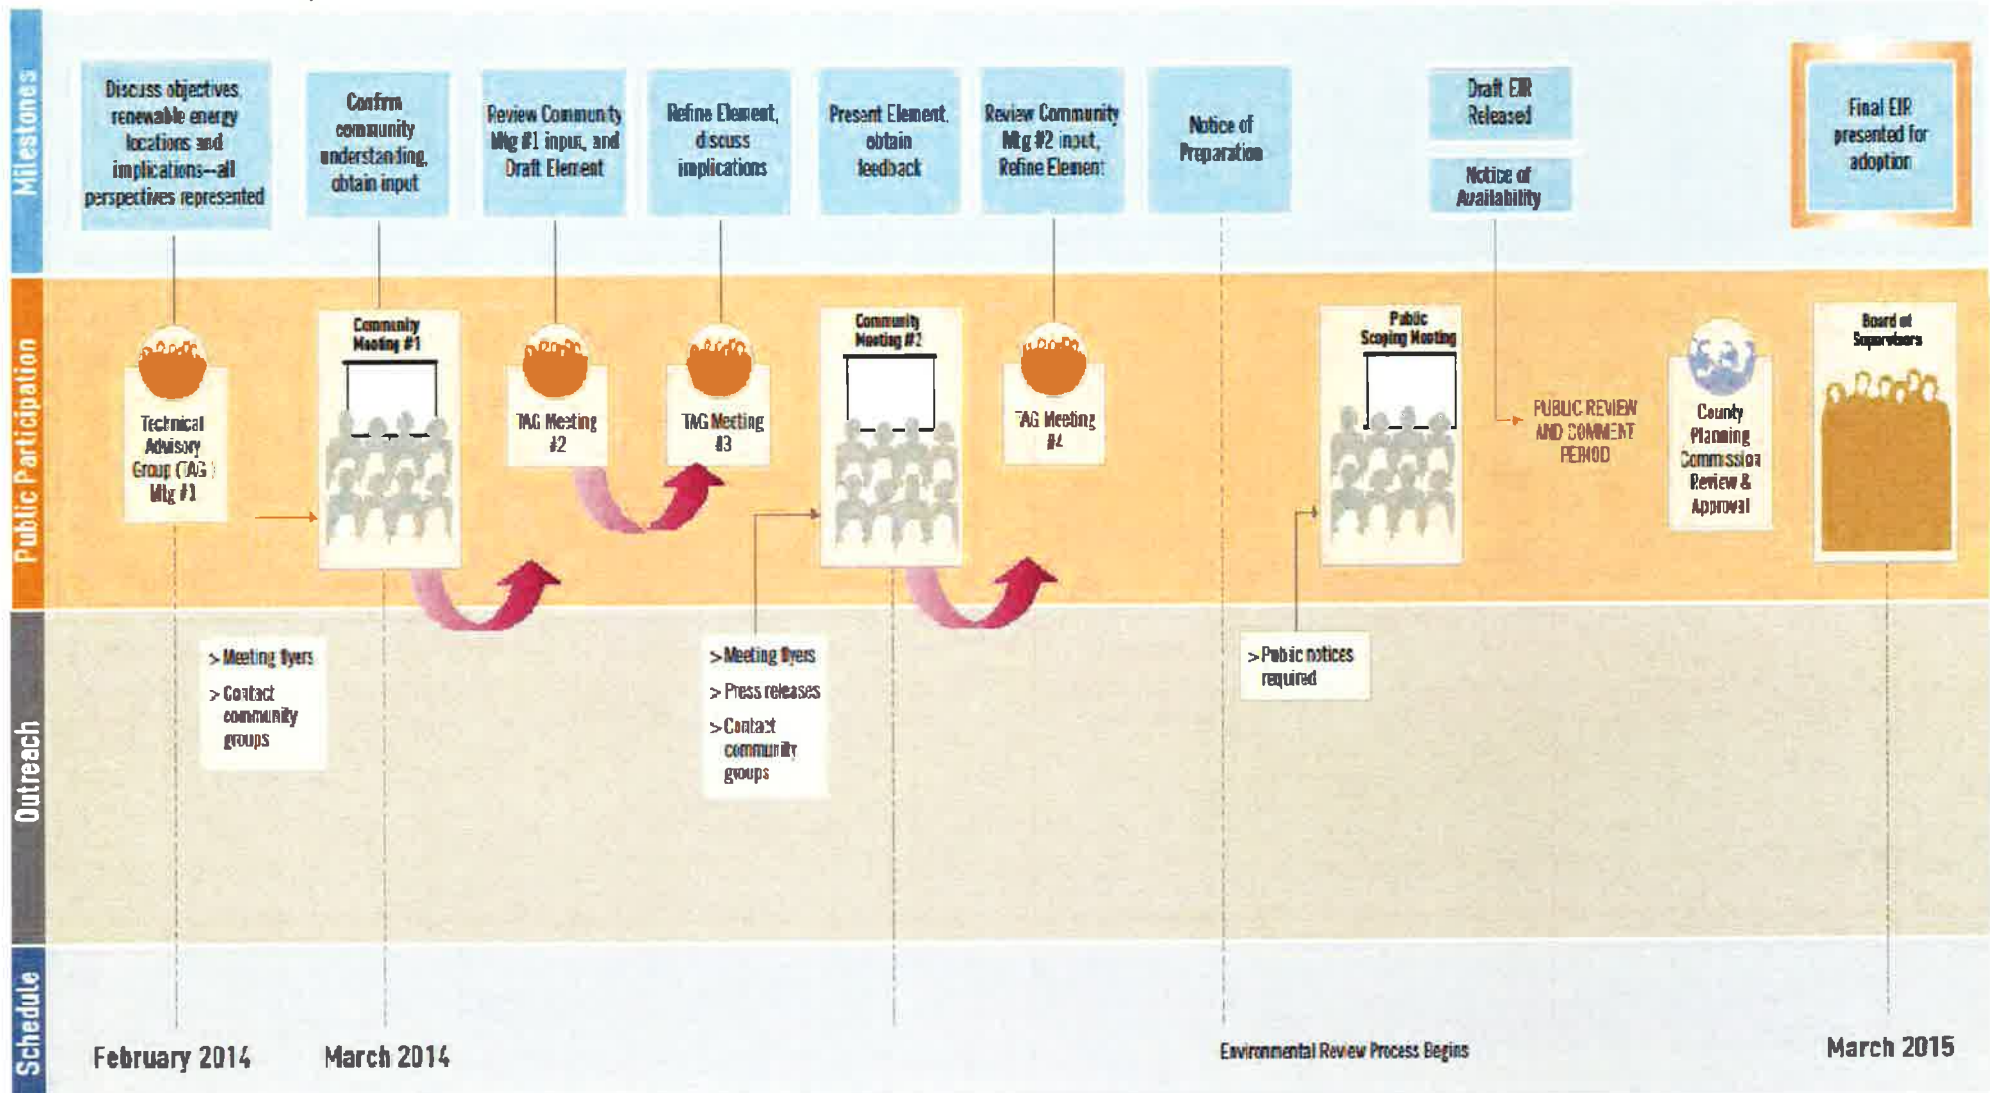 Milestones
Discuss objectives,
renewable energy
locations and
implications--all
perspectives represented
Confirm
community
understanding,
obtain input
Review Community
Mtg #1 input, and
Draft Element
Refine Element,
discuss
implications
Present Element,
obtain
feedback
Review Community
Mtg #2 input,
Refine Element
Notice of
Preparation
Draft EIR
Released
Notice of
Availability
Final EIR
presented for
adoption
Public Participation
Technical
Advisory
Group (TAG)
Mtg #1
Community
Meeting #1
TAG Meeting
#2
TAG Meeting
#3
Community
Meeting #2
TAG Meeting
#4
Public
Scoping Meeting
PUBLIC REVIEW
AND COMMENT
PERIOD
County
Planning
Commission
Review &
Approval
Board of
Supervisors
Outreach
> Meeting flyers
> Contact
community
groups
> Meeting flyers
> Press releases
> Contact
community
groups
> Public notices
required
Schedule
February 2014
March 2014
Environmental Review Process Begins
March 2015